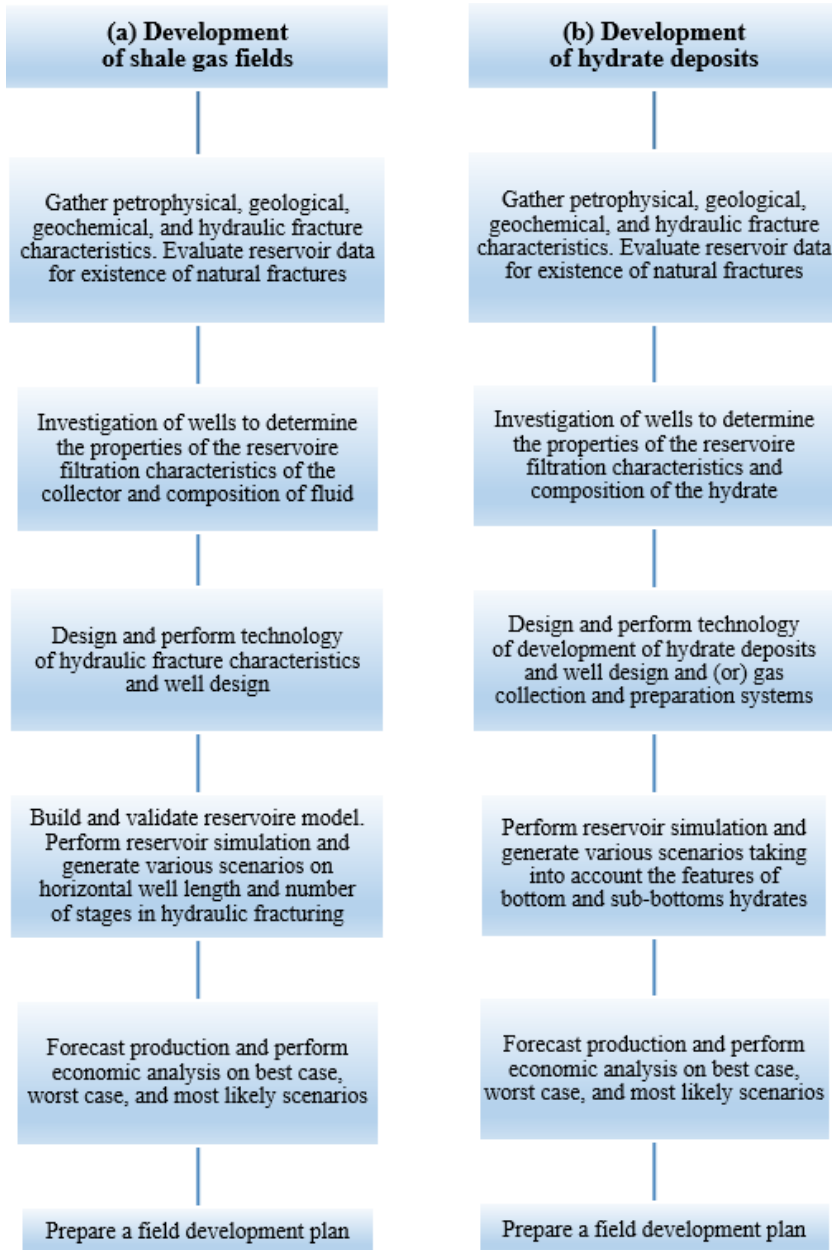 (a) Development
of shale gas fields
Gather petrophysical, geological,
geochemical, and hydraulic fracture
characteristics. Evaluate reservoir data
for existence of natural fractures
Investigation of wells to determine
the properties of the reservoire
filtration characteristics of the
collector and composition of fluid
Design and perform technology
of hydraulic fracture characteristics
and well design
Build and validate reservoire model.
Perform reservoir simulation and
generate various scenarios on
horizontal well length and number
of stages in hydraulic fracturing
Forecast production and perform
economic analysis on best case,
worst case, and most likely scenarios
Prepare a field development plan
(b) Development
of hydrate deposits
Gather petrophysical, geological,
geochemical, and hydraulic fracture
characteristics. Evaluate reservoir data
for existence of natural fractures
Investigation of wells to determine
the properties of the reservoire
filtration characteristics and
composition of the hydrate
Design and perform technology
of development of hydrate deposits
and well design and (or) gas
collection and preparation systems
Perform reservoir simulation and
generate various scenarios taking
into account the features of
bottom and sub-bottoms hydrates
Forecast production and perform
economic analysis on best case,
worst case, and most likely scenarios
Prepare a field development plan